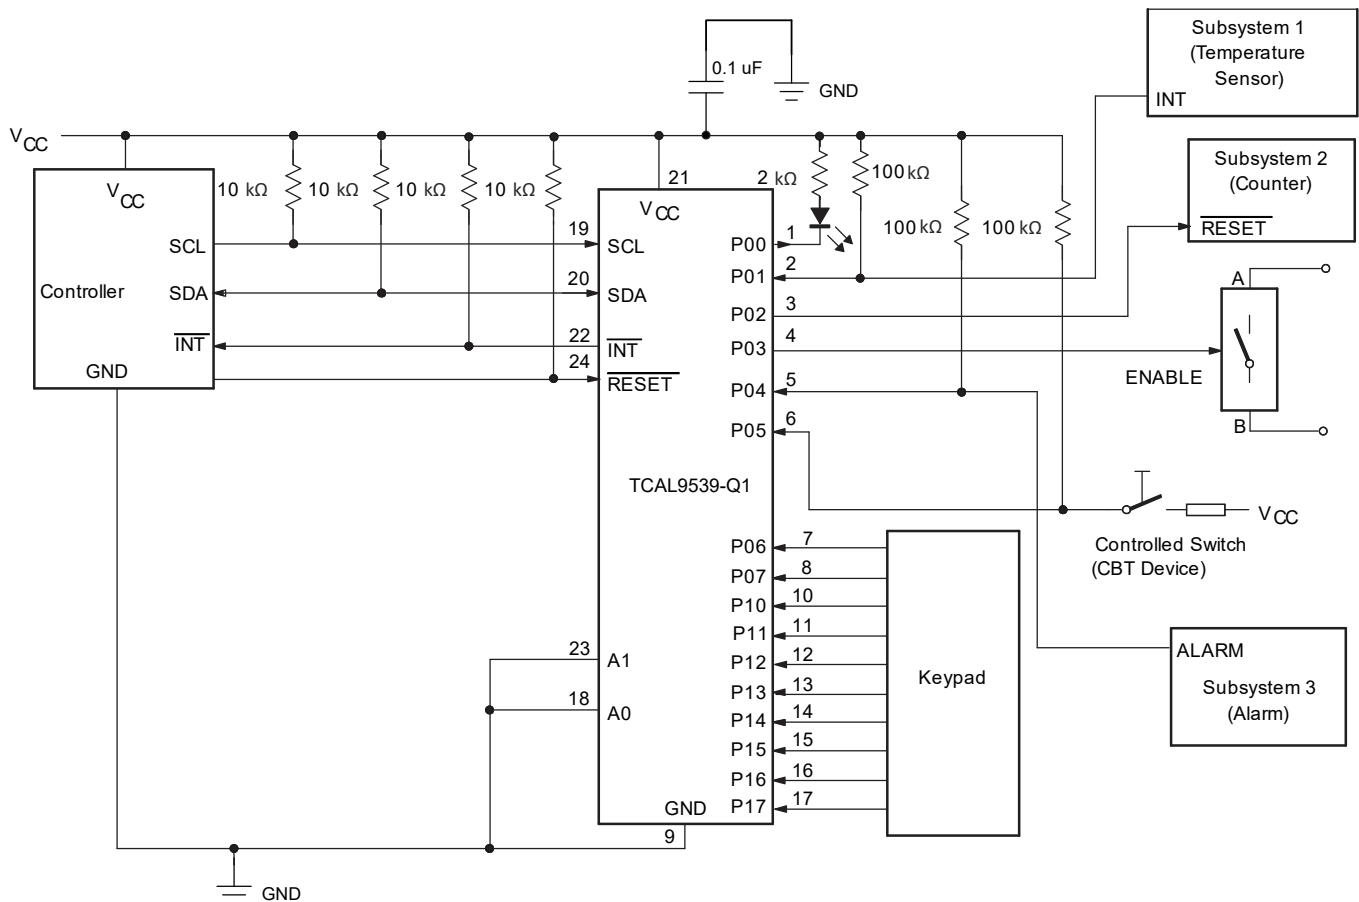 Subsystem 1
(Temperature
Sensor)
INT
0.1 uF
GND
VCC
Subsystem 2
(Counter)
RESET
VCC
SCL
Controller
SDA
INT
GND
10 kΩ
10 kΩ
10 kΩ
10 kΩ
19
20
22
24
21
VCC
SCL
SDA
INT
RESET
TCAL9539-Q1
23
A1
18
A0
GND
9
GND
2 kΩ
100 kΩ
100 kΩ
100 kΩ
P00
1
P01
2
P02
3
P03
4
P04
5
P05
6
P06
7
P07
8
P10
10
P11
11
P12
12
P13
13
P14
14
P15
15
P16
16
P17
17
Keypad
A
ENABLE
B
VCC
Controlled Switch
(CBT Device)
ALARM
Subsystem 3
(Alarm)